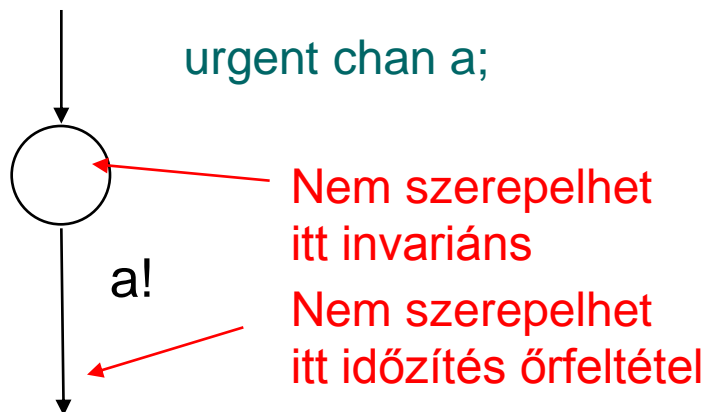 urgent chan a;
Nem szerepelhet
itt invariáns
a!
Nem szerepelhet
itt időzítés őrfeltétel